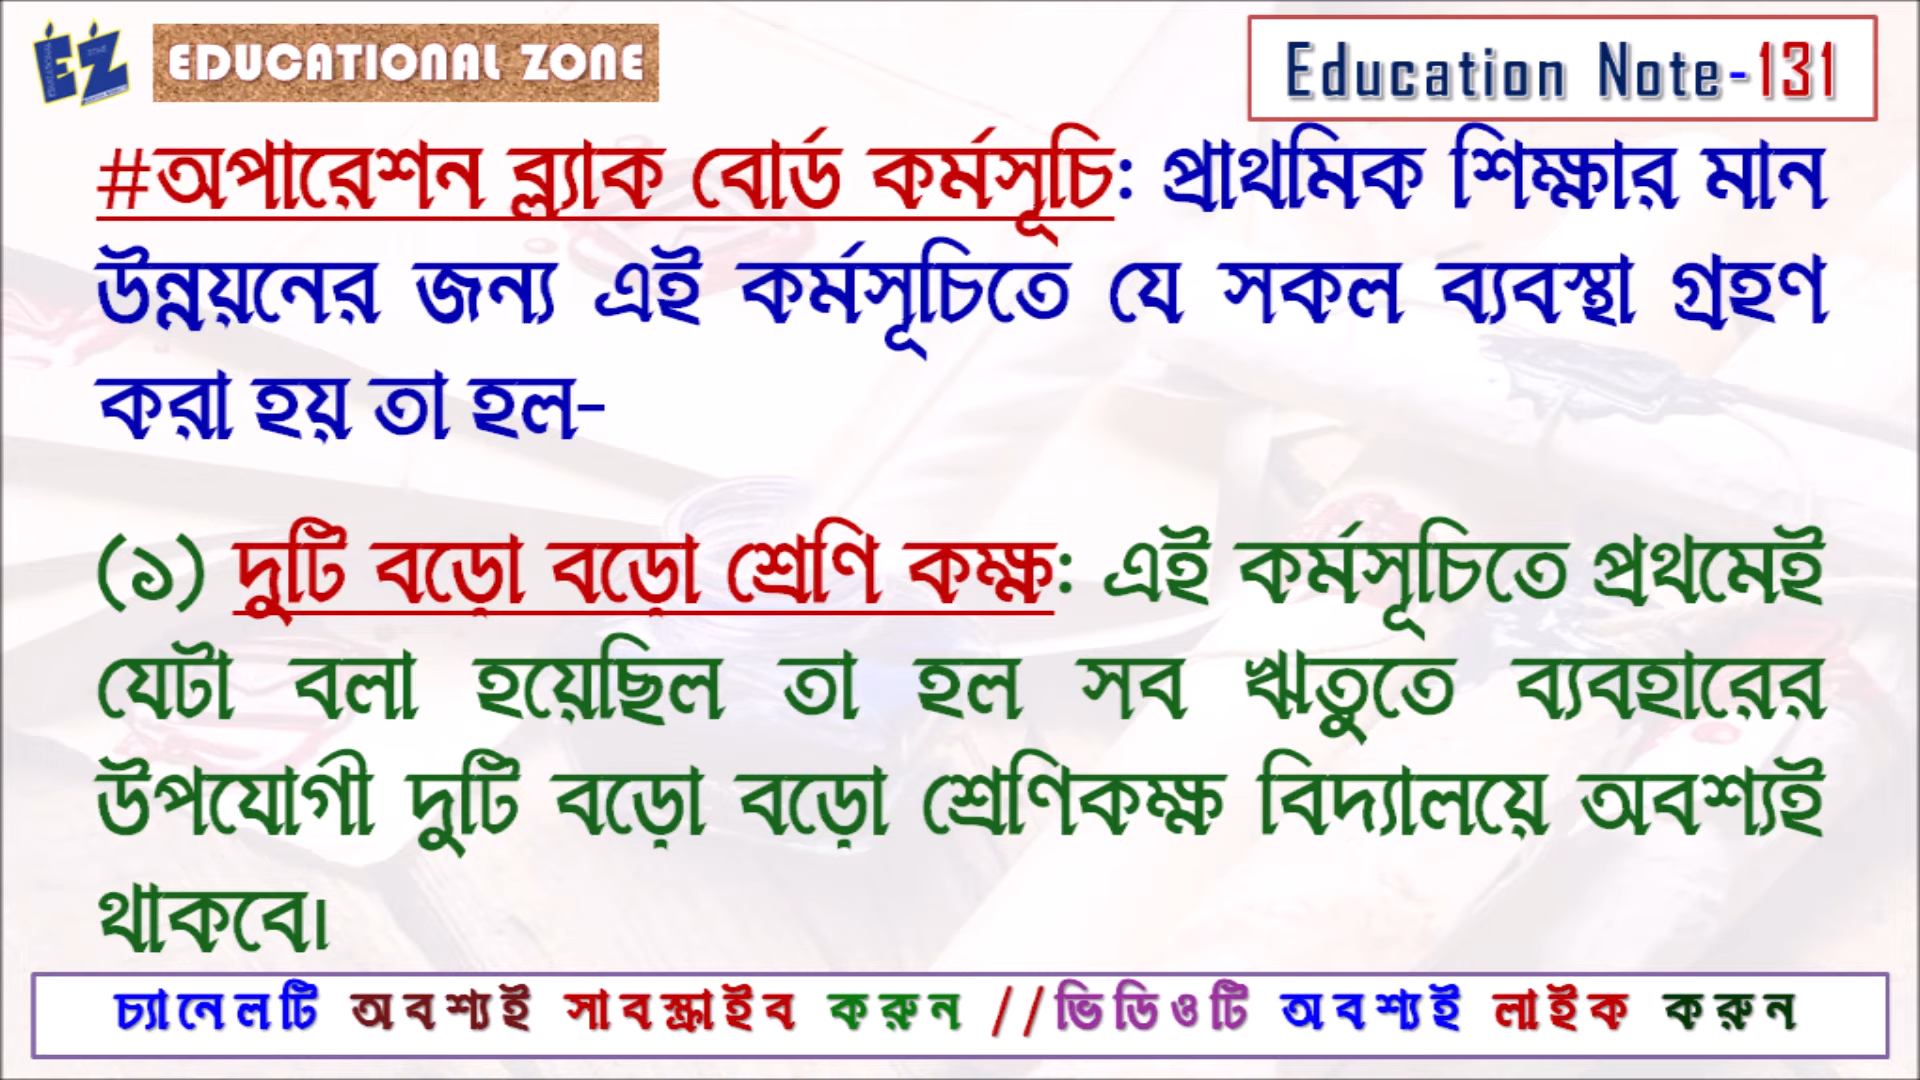 EZ EDUCATIONAL ZONE
Education Note-131
#অপারেশন ব্ল্যাক বোর্ড কর্মসূচি: প্রাথমিক শিক্ষার মান
উন্নয়নের জন্য এই কর্মসূচিতে যে সকল ব্যবস্থা গ্রহণ
করা হয় তা হল-
(১) দুটি বড়ো বড়ো শ্রেণি কক্ষ: এই কর্মসূচিতে প্রথমেই
যেটা বলা হয়েছিল তা হল সব ঋতুতে ব্যবহারের
উপযোগী দুটি বড়ো বড়ো শ্রেণিকক্ষ বিদ্যালয়ে অবশ্যই
থাকবে।
চ্যানেলটি অবশ্যই সাবস্ক্রাইব করুন //ভিডিওটি অবশ্যই লাইক করুন